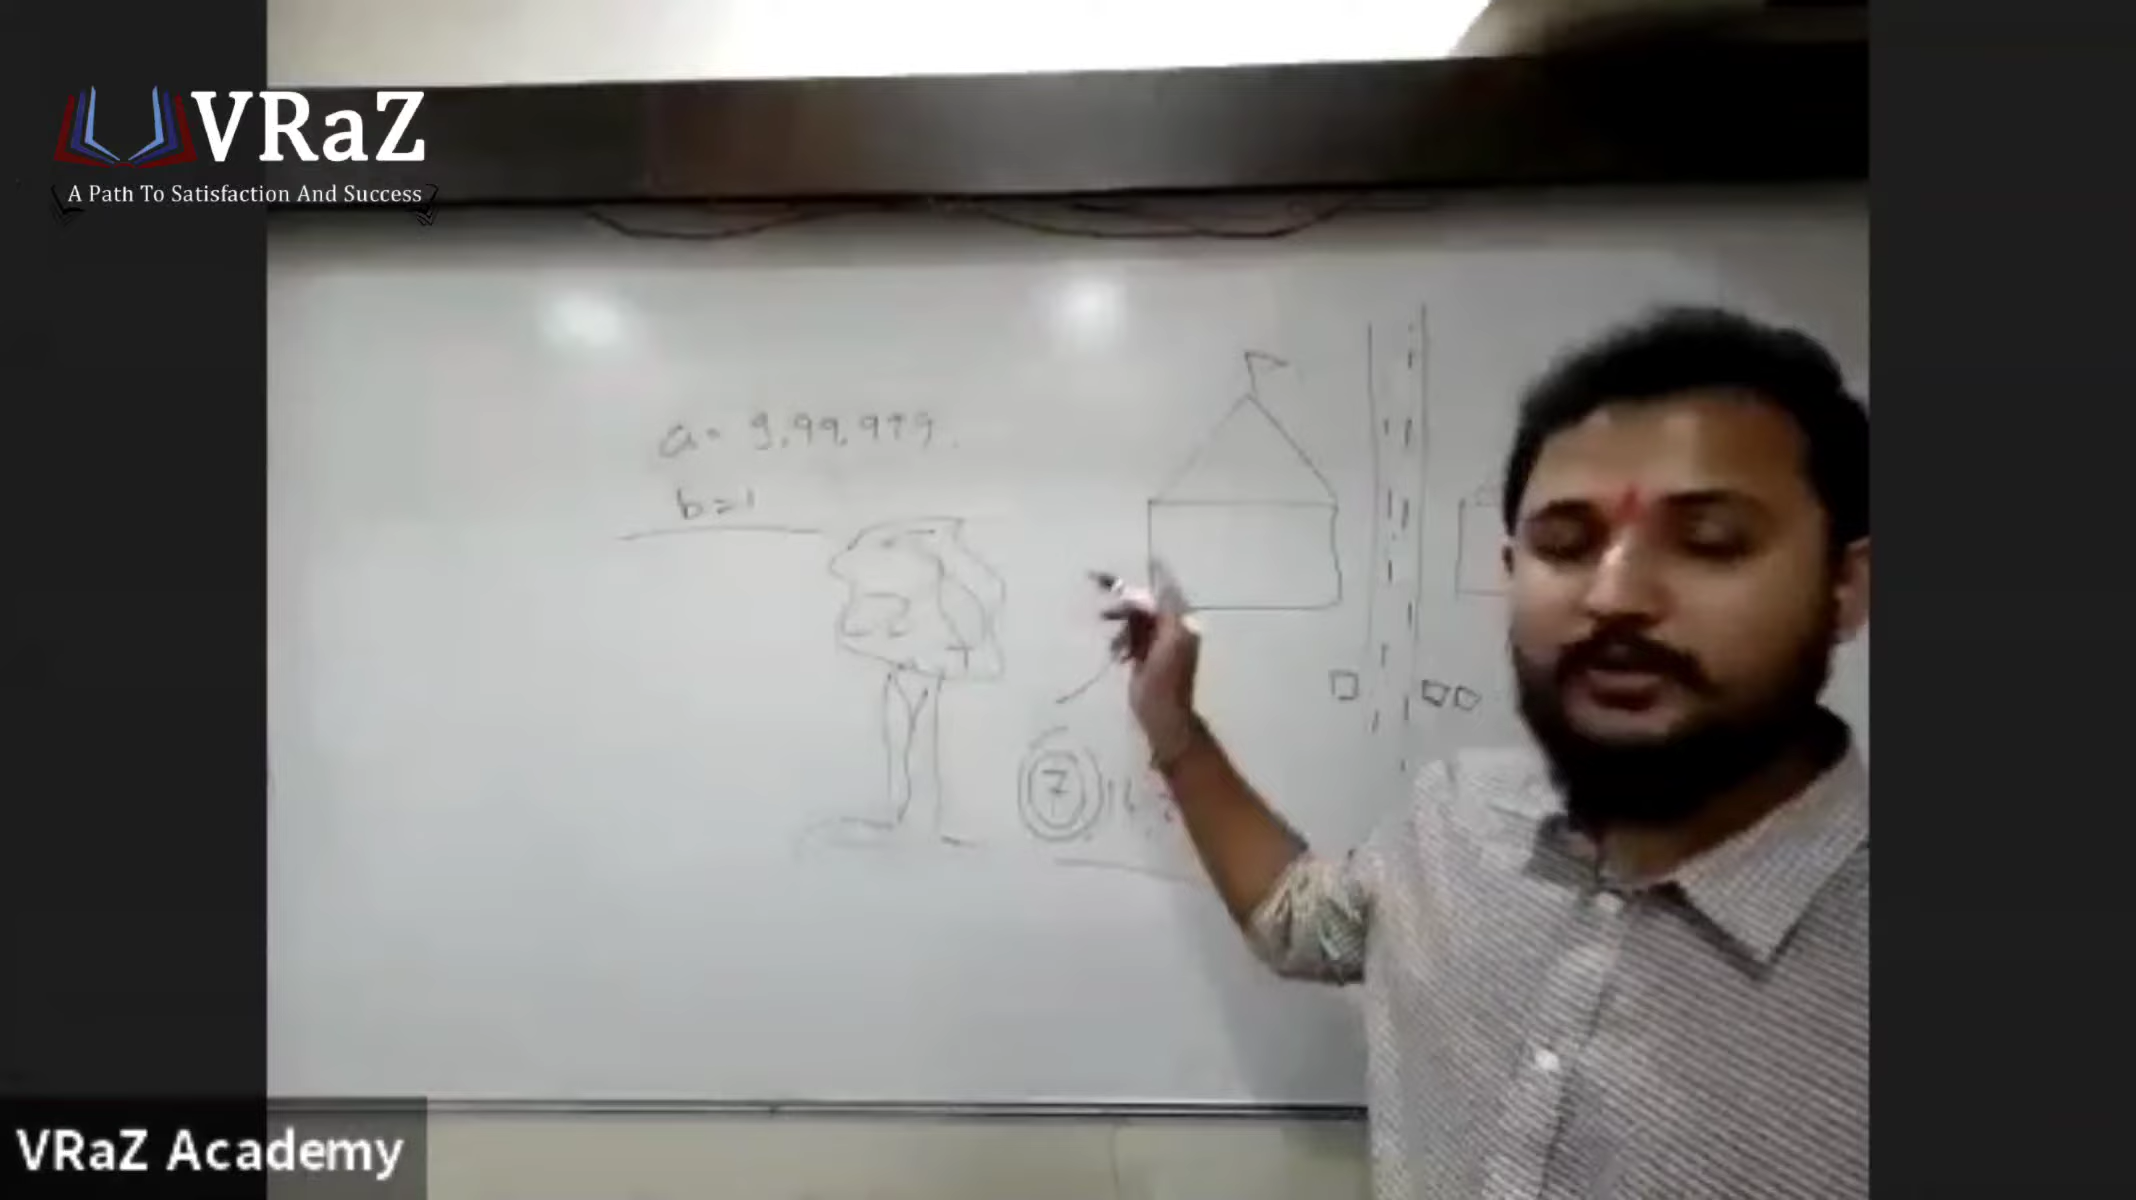 VRaZ
A Path To Satisfaction And Success
a = 9,99,999.
b = 1
7
VRaZ Academy